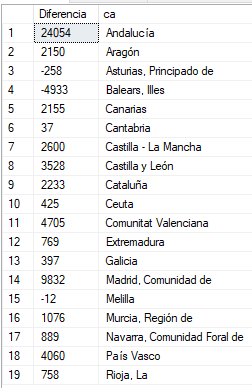 Diferencia ca
1 24054 Andalucía
2 2150 Aragón
3 -258 Asturias, Principado de
4 -4933 Balears, Illes
5 2155 Canarias
6 37 Cantabria
7 2600 Castilla - La Mancha
8 3528 Castilla y León
9 2233 Cataluña
10 425 Ceuta
11 4705 Comunitat Valenciana
12 769 Extremadura
13 397 Galicia
14 9832 Madrid, Comunidad de
15 -12 Melilla
16 1076 Murcia, Región de
17 889 Navarra, Comunidad Foral de
18 4060 País Vasco
19 758 Rioja, La